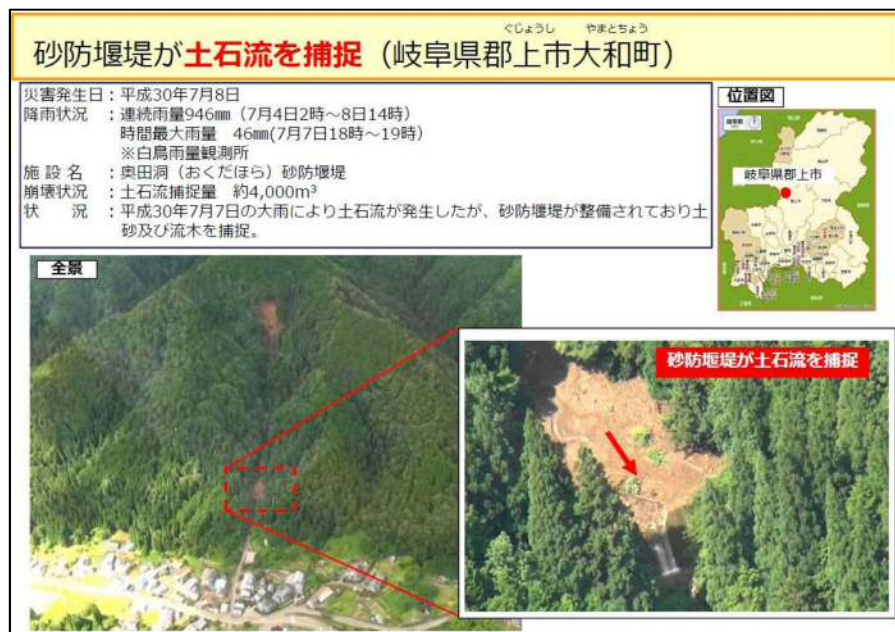 ぐじょうし やまとちょう
砂防堰堤が土石流を捕捉（岐阜県郡上市大和町）
災害発生日：平成30年7月8日
降雨状況 ：連続雨量946㎜（7月4日2時～8日14時）
時間最大雨量 46㎜(7月7日18時～19時)
※白鳥雨量観測所
施 設 名 ：奥田洞（おくだほら）砂防堰堤
崩壊状況 ：土石流捕捉量 約4,000m³
状 況 ：平成30年7月7日の大雨により土石流が発生したが、砂防堰堤が整備されており土
砂及び流木を捕捉。
位置図
岐阜県郡上市
全景
砂防堰堤が土石流を捕捉